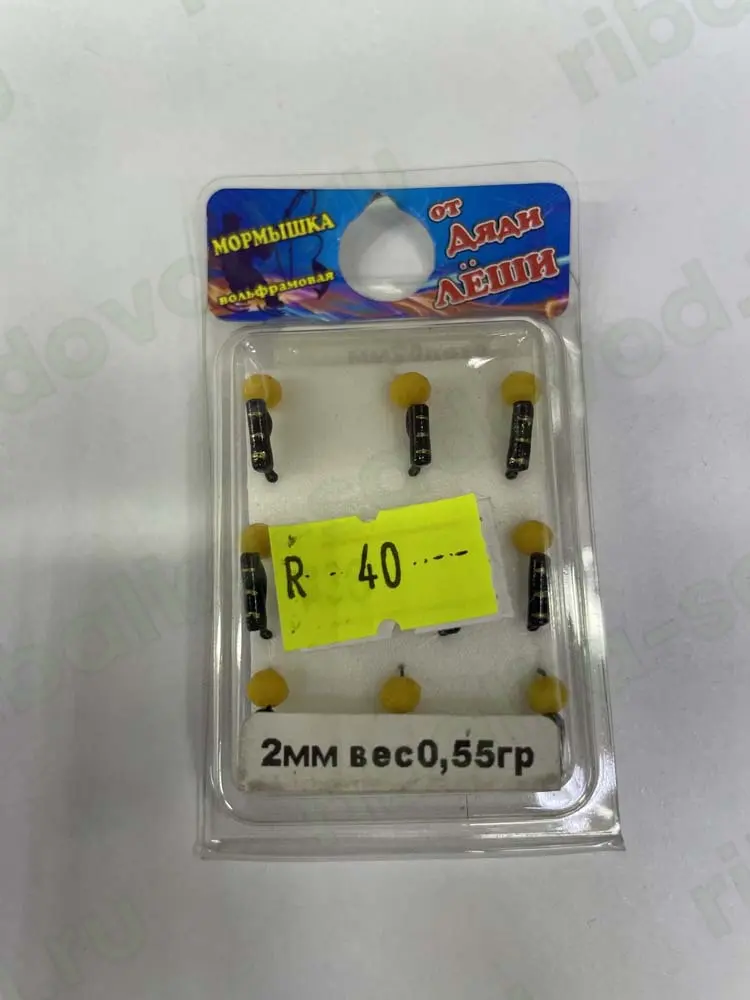 МОРМЫШКА
вольфрамовая
от
Дяди
ЛЁШИ
R--40----
2мм вес0,55гр